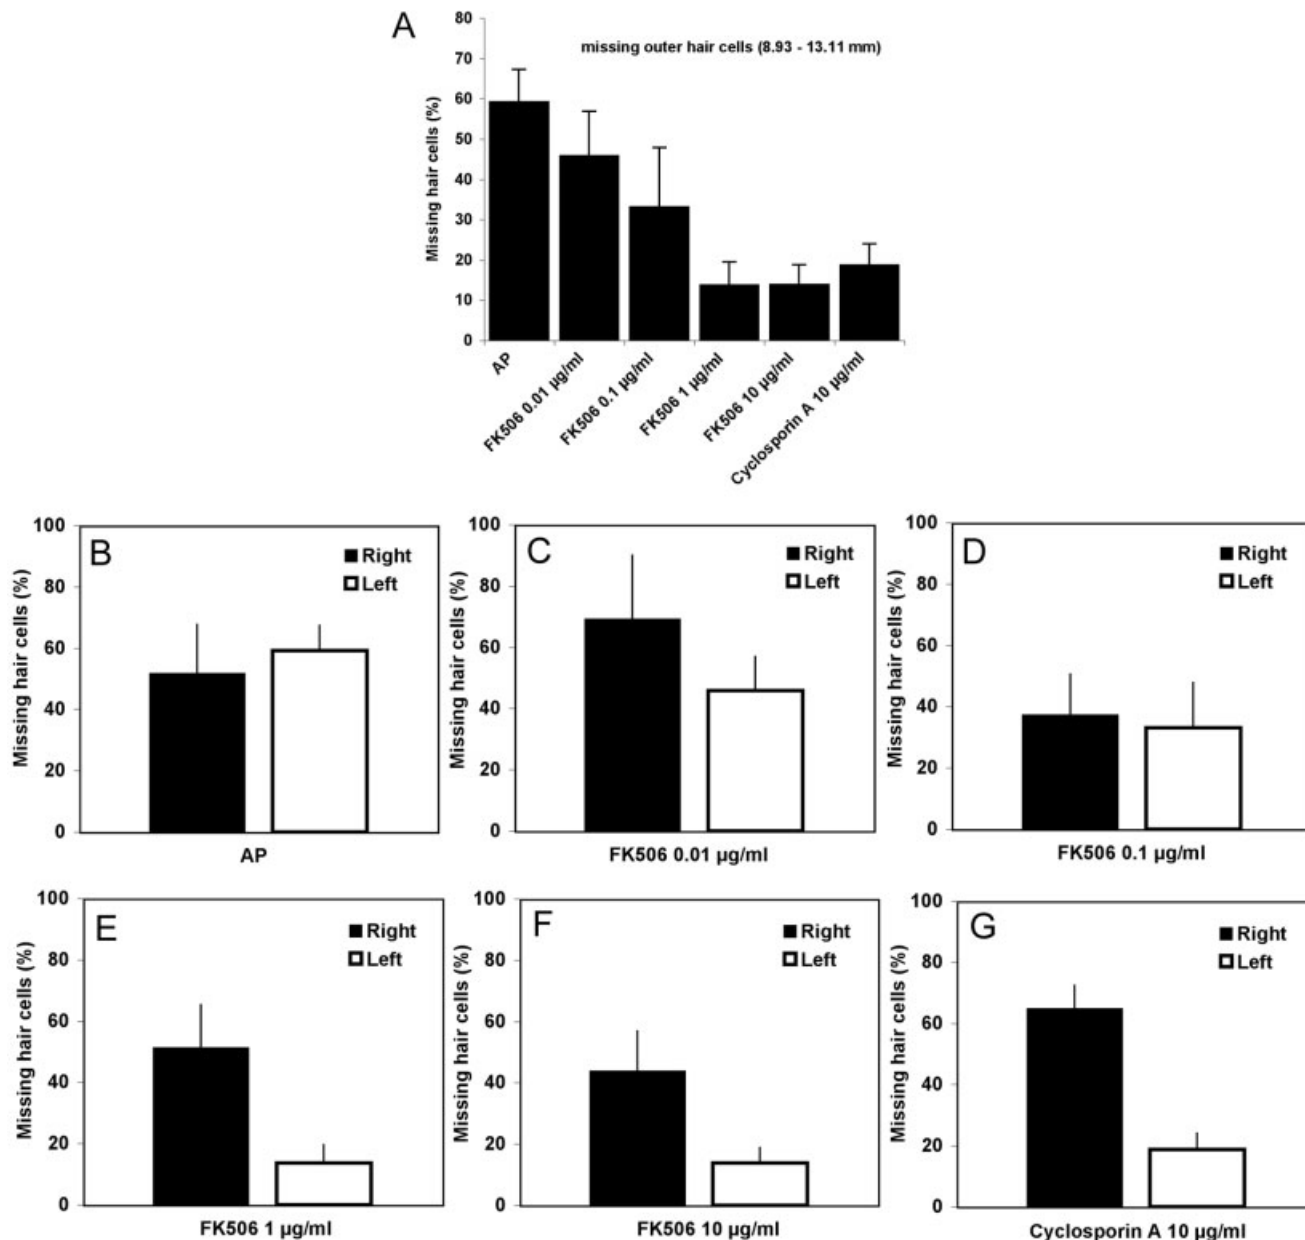 A
missing outer hair cells (8.93 - 13.11 mm)
Missing hair cells (%)
80
70
60
50
40
30
20
10
0
AP
FK506 0.01 µg/ml
FK506 0.1 µg/ml
FK506 1 µg/ml
FK506 10 µg/ml
Cyclosporin A 10 µg/ml
B
Right
Left
Missing hair cells (%)
100
80
60
40
20
0
AP
C
Right
Left
Missing hair cells (%)
100
80
60
40
20
0
FK506 0.01 µg/ml
D
Right
Left
Missing hair cells (%)
100
80
60
40
20
0
FK506 0.1 µg/ml
E
Right
Left
Missing hair cells (%)
100
80
60
40
20
0
FK506 1 µg/ml
F
Right
Left
Missing hair cells (%)
100
80
60
40
20
0
FK506 10 µg/ml
G
Right
Left
Missing hair cells (%)
100
80
60
40
20
0
Cyclosporin A 10 µg/ml